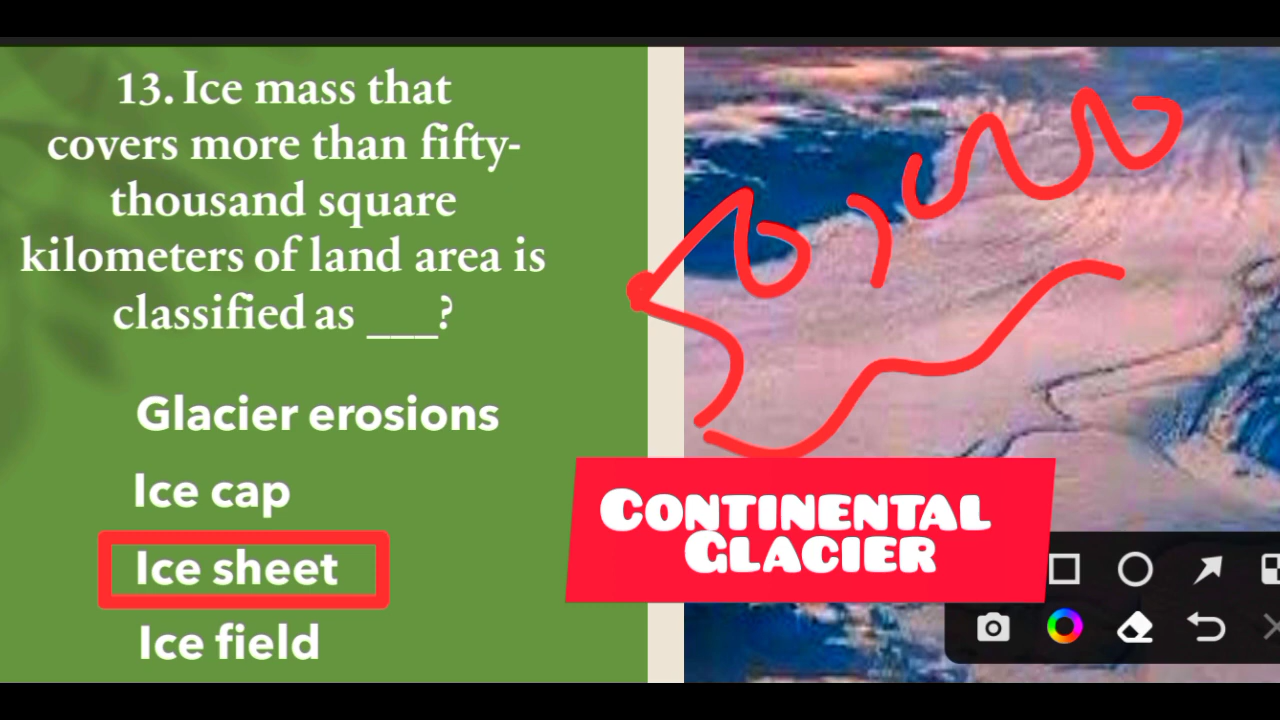 13. Ice mass that
covers more than fifty-
thousand square
kilometers of land area is
classified as ___?
Glacier erosions
Ice cap
Ice sheet
Ice field
CONTINENTAL
GLACIER